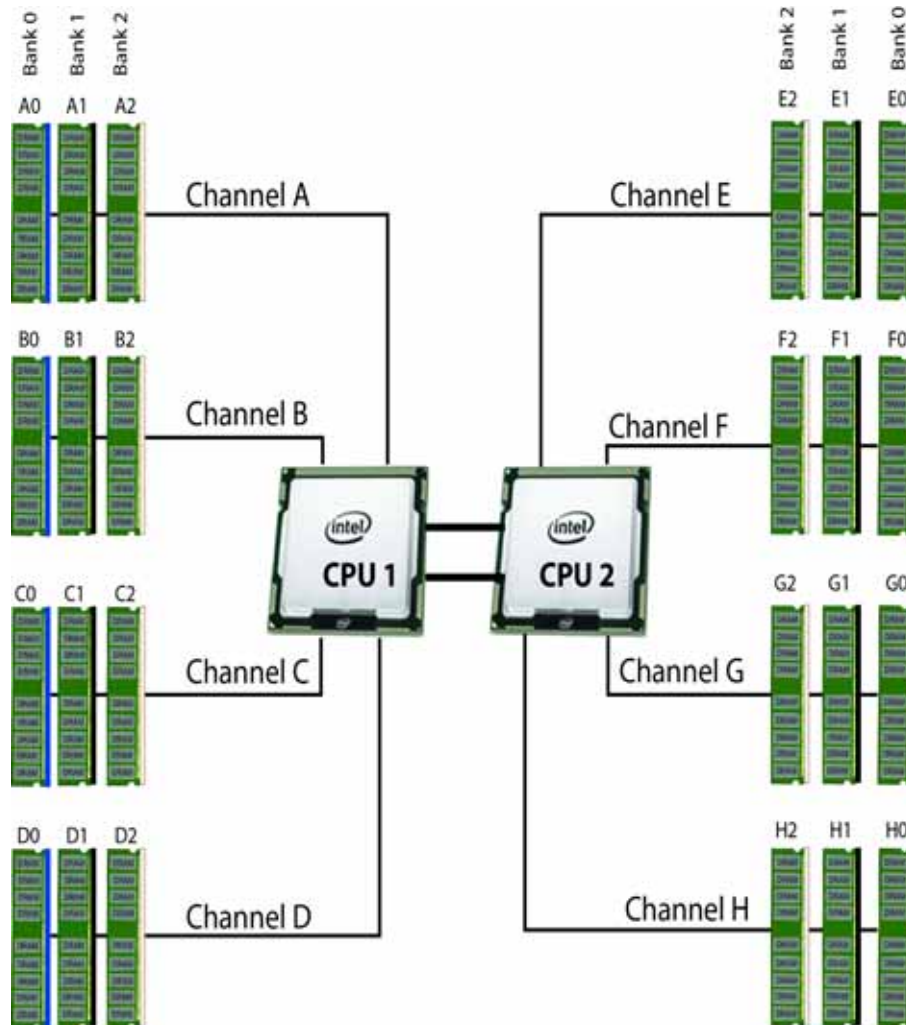 Bank 0
Bank 1
Bank 2
Bank 2
Bank 1
Bank 0
A0 A1 A2
E2 E1 E0
Channel A
Channel E
B0 B1 B2
F2 F1 F0
Channel B
Channel F
intel
CPU 1
intel
CPU 2
C0 C1 C2
G2 G1 G0
Channel C
Channel G
D0 D1 D2
H2 H1 H0
Channel D
Channel H